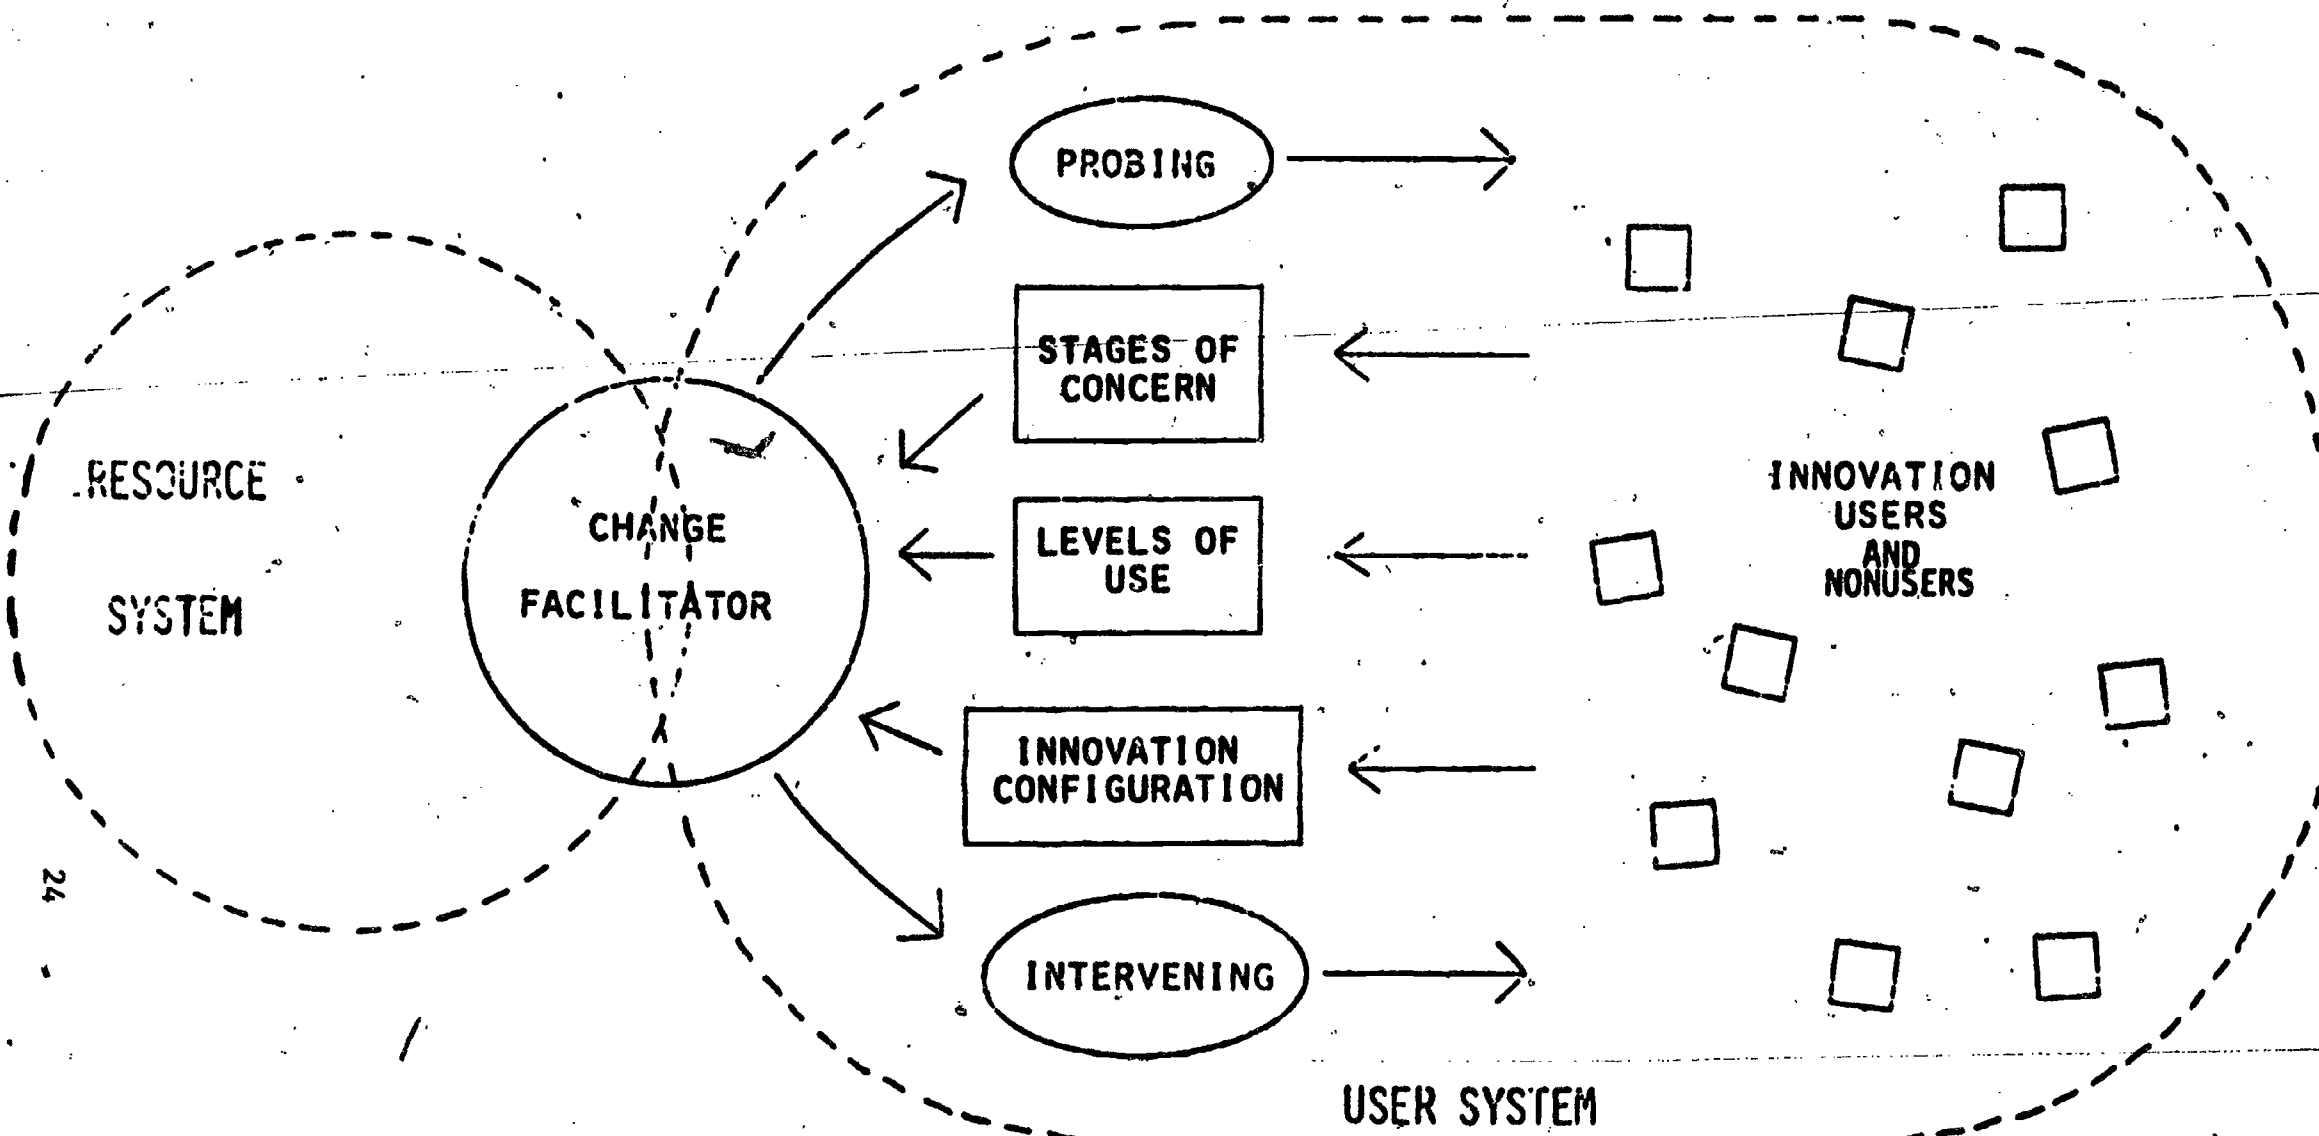 PROBING
STAGES OF
CONCERN
RESOURCE
SYSTEM
CHANGE
FACILITATOR
LEVELS OF
USE
INNOVATION
USERS
AND
NONUSERS
INNOVATION
CONFIGURATION
INTERVENING
USER SYSTEM
24